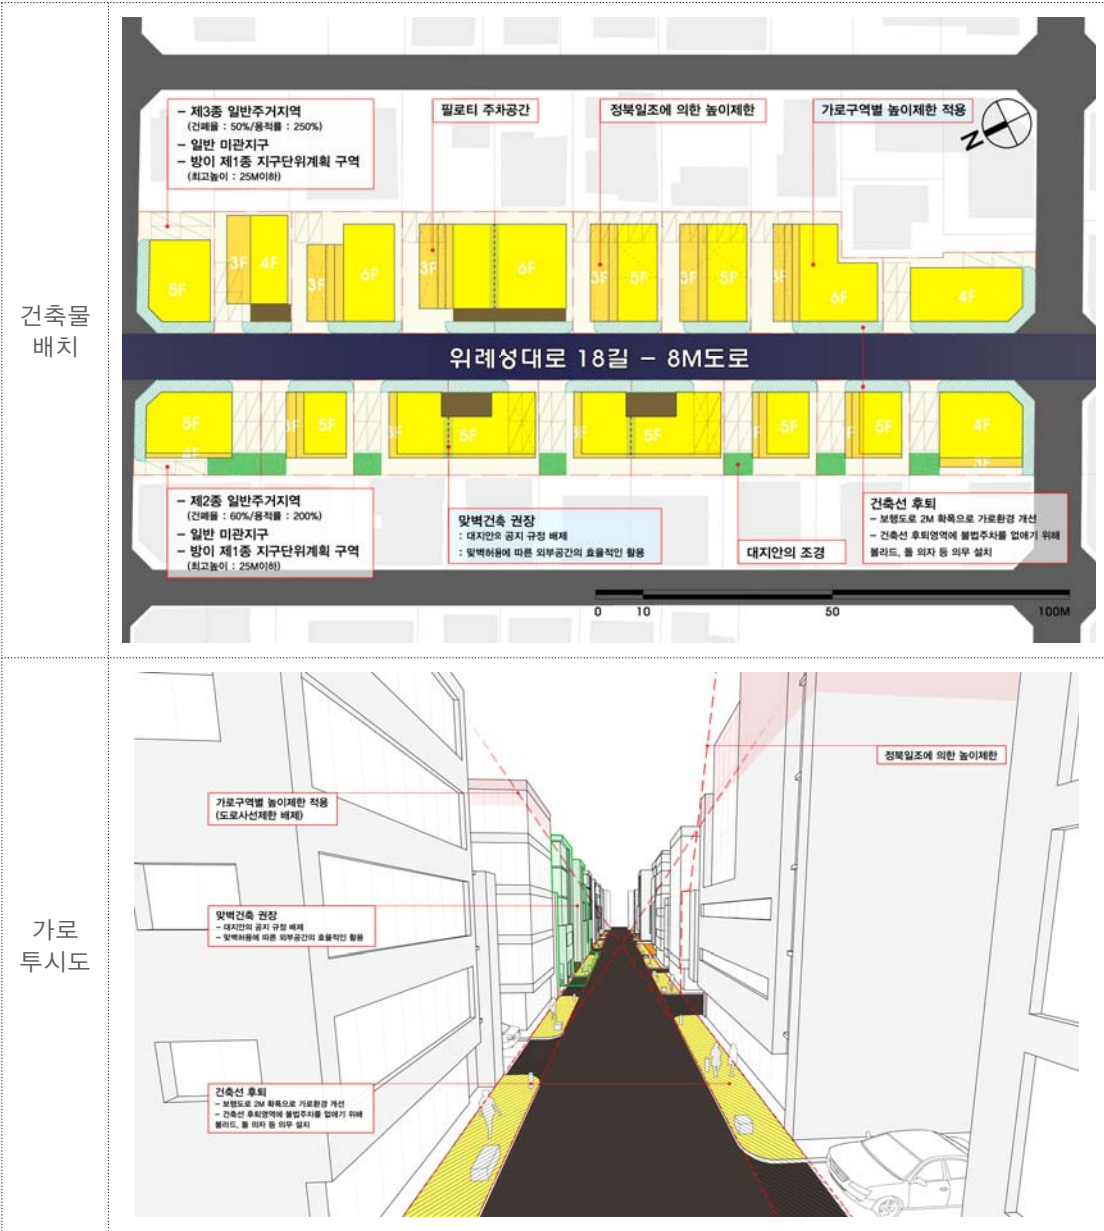 건축물
배치
- 제3종 일반주거지역
(건폐율 : 50%/용적률 : 250%)
- 일반 미관지구
- 방이 제1종 지구단위계획 구역
(최고높이 : 25M이하)
필로티 주차공간
정북일조에 의한 높이제한
가로구역별 높이제한 적용
N
5F
3F
4F
3F
6F
3F
6F
3F
5F
3F
5F
3F
6F
4F
위례성대로 18길 - 8M도로
5F
4F
3F
5F
3F
5F
3F
5F
3F
5F
3F
5F
4F
3F
- 제2종 일반주거지역
(건폐율 : 60%/용적률 : 200%)
- 일반 미관지구
- 방이 제1종 지구단위계획 구역
(최고높이 : 25M이하)
맞벽건축 권장
: 대지안의 공지 규정 배제
: 맞벽허용에 따른 외부공간의 효율적인 활용
대지안의 조경
건축선 후퇴
- 보행도로 2M 확폭으로 가로환경 개선
- 건축선 후퇴영역에 불법주차를 없애기 위해
볼라드, 돌 의자 등 의무 설치
0 10 50 100M
가로
투시도
정북일조에 의한 높이제한
가로구역별 높이제한 적용
(도로사선제한 배제)
맞벽건축 권장
- 대지안의 공지 규정 배제
- 맞벽허용에 따른 외부공간의 효율적인 활용
건축선 후퇴
- 보행도로 2M 확폭으로 가로환경 개선
- 건축선 후퇴영역에 불법주차를 없애기 위해
볼라드, 돌 의자 등 의무 설치